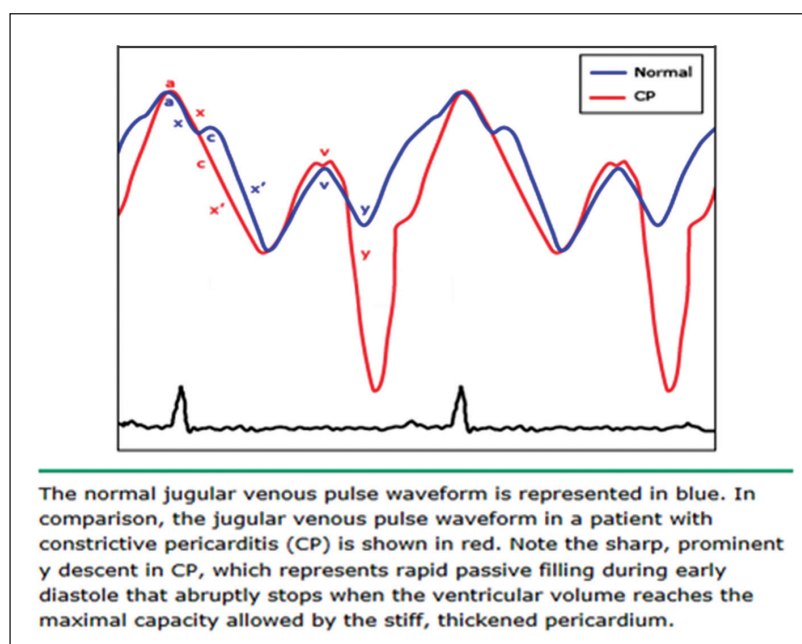 Normal
CP
a
a
x
x
c
c
x'
x'
v
v
y
y
The normal jugular venous pulse waveform is represented in blue. In
comparison, the jugular venous pulse waveform in a patient with
constrictive pericarditis (CP) is shown in red. Note the sharp, prominent
y descent in CP, which represents rapid passive filling during early
diastole that abruptly stops when the ventricular volume reaches the
maximal capacity allowed by the stiff, thickened pericardium.